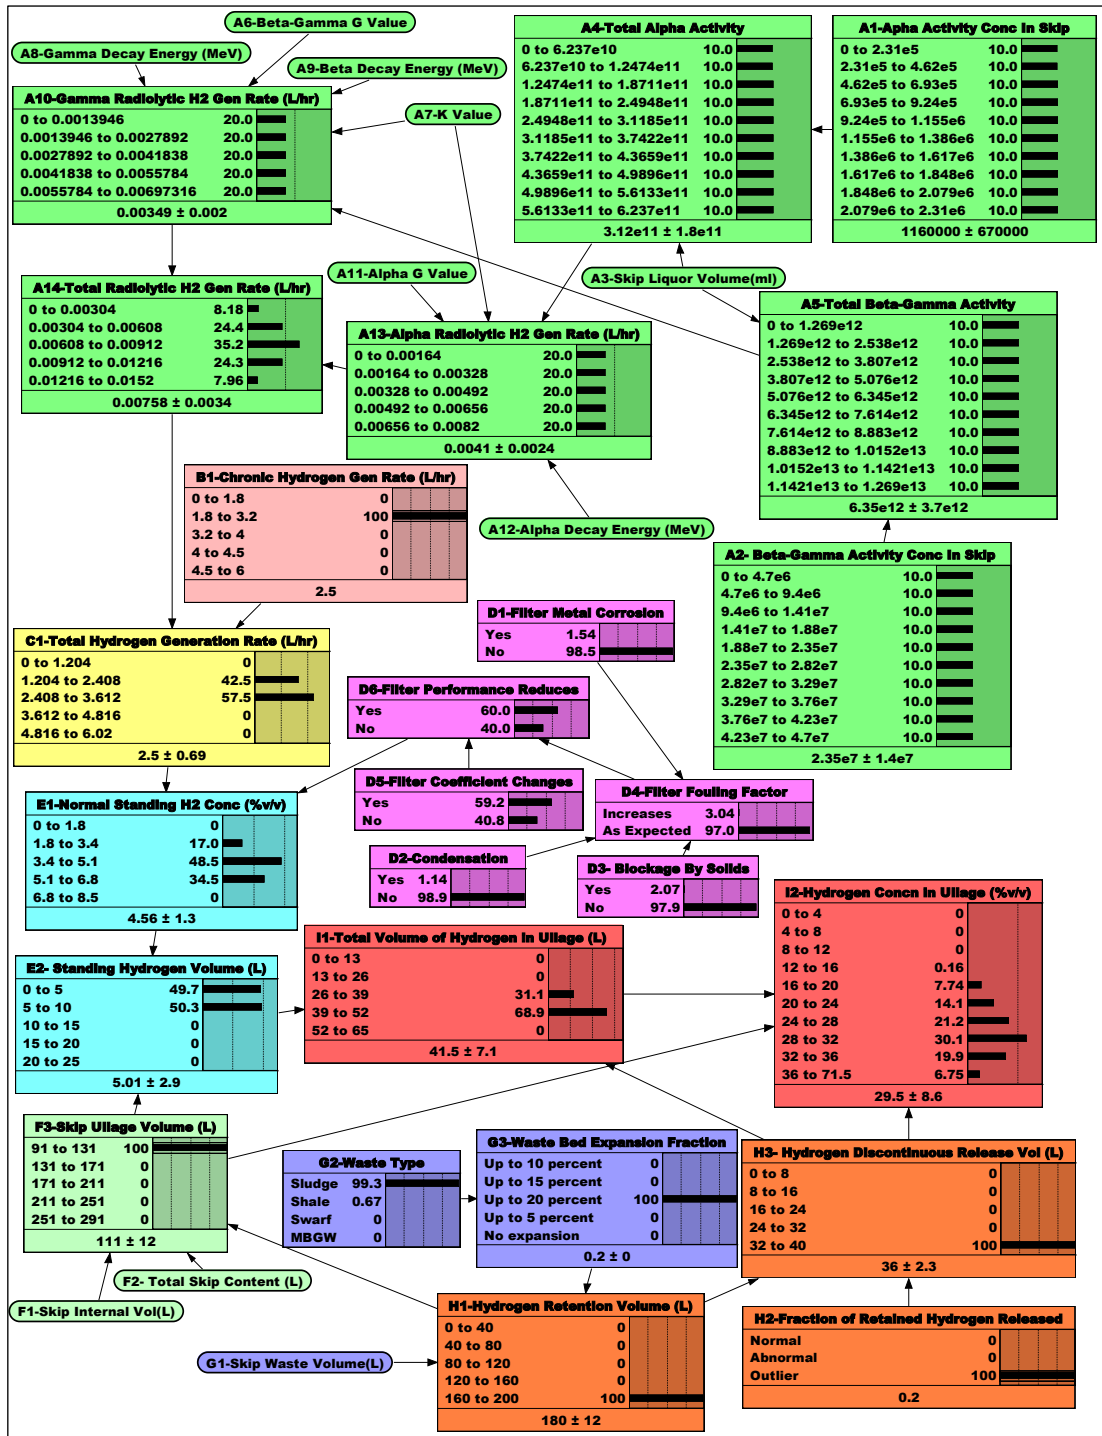 A6-Beta-Gamma G Value
A8-Gamma Decay Energy (MeV)
A9-Beta Decay Energy (MeV)
A7-K Value
A10-Gamma Radiolytic H2 Gen Rate (L/hr)
0 to 0.0013946 20.0
0.0013946 to 0.0027892 20.0
0.0027892 to 0.0041838 20.0
0.0041838 to 0.0055784 20.0
0.0055784 to 0.00697316 20.0
0.00349 ± 0.002
A4-Total Alpha Activity
0 to 6.237e10 10.0
6.237e10 to 1.2474e11 10.0
1.2474e11 to 1.8711e11 10.0
1.8711e11 to 2.4948e11 10.0
2.4948e11 to 3.1185e11 10.0
3.1185e11 to 3.7422e11 10.0
3.7422e11 to 4.3659e11 10.0
4.3659e11 to 4.9896e11 10.0
4.9896e11 to 5.6133e11 10.0
5.6133e11 to 6.237e11 10.0
3.12e11 ± 1.8e11
A1-Apha Activity Conc In Skip
0 to 2.31e5 10.0
2.31e5 to 4.62e5 10.0
4.62e5 to 6.93e5 10.0
6.93e5 to 9.24e5 10.0
9.24e5 to 1.155e6 10.0
1.155e6 to 1.386e6 10.0
1.386e6 to 1.617e6 10.0
1.617e6 to 1.848e6 10.0
1.848e6 to 2.079e6 10.0
2.079e6 to 2.31e6 10.0
1160000 ± 670000
A11-Alpha G Value
A3-Skip Liquor Volume(ml)
A14-Total Radiolytic H2 Gen Rate (L/hr)
0 to 0.00304 8.18
0.00304 to 0.00608 24.4
0.00608 to 0.00912 35.2
0.00912 to 0.01216 24.3
0.01216 to 0.0152 7.96
0.00758 ± 0.0034
A13-Alpha Radiolytic H2 Gen Rate (L/hr)
0 to 0.00164 20.0
0.00164 to 0.00328 20.0
0.00328 to 0.00492 20.0
0.00492 to 0.00656 20.0
0.00656 to 0.0082 20.0
0.0041 ± 0.0024
A5-Total Beta-Gamma Activity
0 to 1.269e12 10.0
1.269e12 to 2.538e12 10.0
2.538e12 to 3.807e12 10.0
3.807e12 to 5.076e12 10.0
5.076e12 to 6.345e12 10.0
6.345e12 to 7.614e12 10.0
7.614e12 to 8.883e12 10.0
8.883e12 to 1.0152e13 10.0
1.0152e13 to 1.1421e13 10.0
1.1421e13 to 1.269e13 10.0
6.35e12 ± 3.7e12
B1-Chronic Hydrogen Gen Rate (L/hr)
0 to 1.8 0
1.8 to 3.2 100
3.2 to 4 0
4 to 4.5 0
4.5 to 6 0
2.5
A12-Alpha Decay Energy (MeV)
A2- Beta-Gamma Activity Conc In Skip
0 to 4.7e6 10.0
4.7e6 to 9.4e6 10.0
9.4e6 to 1.41e7 10.0
1.41e7 to 1.88e7 10.0
1.88e7 to 2.35e7 10.0
2.35e7 to 2.82e7 10.0
2.82e7 to 3.29e7 10.0
3.29e7 to 3.76e7 10.0
3.76e7 to 4.23e7 10.0
4.23e7 to 4.7e7 10.0
2.35e7 ± 1.4e7
C1-Total Hydrogen Generation Rate (L/hr)
0 to 1.204 0
1.204 to 2.408 42.5
2.408 to 3.612 57.5
3.612 to 4.816 0
4.816 to 6.02 0
2.5 ± 0.69
D1-Filter Metal Corrosion
Yes 1.54
No 98.5
D6-Filter Performance Reduces
Yes 60.0
No 40.0
D5-Filter Coefficient Changes
Yes 59.2
No 40.8
D4-Filter Fouling Factor
Increases 3.04
As Expected 97.0
D2-Condensation
Yes 1.14
No 98.9
D3- Blockage By Solids
Yes 2.07
No 97.9
E1-Normal Standing H2 Conc (%v/v)
0 to 1.8 0
1.8 to 3.4 17.0
3.4 to 5.1 48.5
5.1 to 6.8 34.5
6.8 to 8.5 0
4.56 ± 1.3
I2-Hydrogen Concn In Ullage (%v/v)
0 to 4 0
4 to 8 0
8 to 12 0
12 to 16 0.16
16 to 20 7.74
20 to 24 14.1
24 to 28 21.2
28 to 32 30.1
32 to 36 19.9
36 to 71.5 6.75
29.5 ± 8.6
I1-Total Volume of Hydrogen In Ullage (L)
0 to 13 0
13 to 26 0
26 to 39 31.1
39 to 52 68.9
52 to 65 0
41.5 ± 7.1
E2- Standing Hydrogen Volume (L)
0 to 5 49.7
5 to 10 50.3
10 to 15 0
15 to 20 0
20 to 25 0
5.01 ± 2.9
F3-Skip Ullage Volume (L)
91 to 131 100
131 to 171 0
171 to 211 0
211 to 251 0
251 to 291 0
111 ± 12
G2-Waste Type
Sludge 99.3
Shale 0.67
Swarf 0
MBGW 0
G3-Waste Bed Expansion Fraction
Up to 10 percent 0
Up to 15 percent 0
Up to 20 percent 100
Up to 5 percent 0
No expansion 0
0.2 ± 0
H3- Hydrogen Discontinuous Release Vol (L)
0 to 8 0
8 to 16 0
16 to 24 0
24 to 32 0
32 to 40 100
36 ± 2.3
F2- Total Skip Content (L)
F1-Skip Internal Vol(L)
G1-Skip Waste Volume(L)
H1-Hydrogen Retention Volume (L)
0 to 40 0
40 to 80 0
80 to 120 0
120 to 160 0
160 to 200 100
180 ± 12
H2-Fraction of Retained Hydrogen Released
Normal 0
Abnormal 0
Outlier 100
0.2